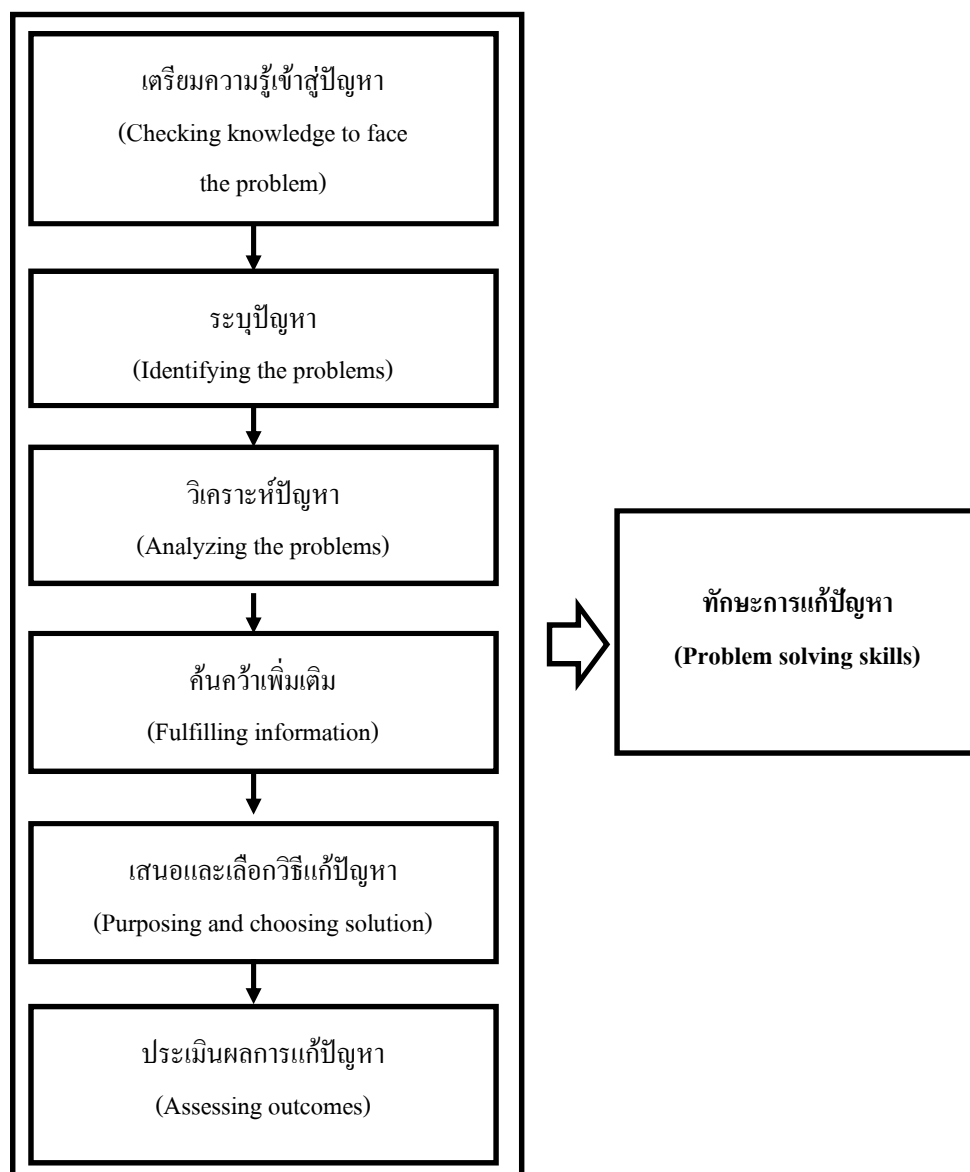 เตรียมความรู้เข้าสู่ปัญหา
(Checking knowledge to face
the problem)
ระบุปัญหา
(Identifying the problems)
วิเคราะห์ปัญหา
(Analyzing the problems)
ค้นคว้าเพิ่มเติม
(Fulfilling information)
เสนอและเลือกวิธีแก้ปัญหา
(Purposing and choosing solution)
ประเมินผลการแก้ปัญหา
(Assessing outcomes)
ทักษะการแก้ปัญหา
(Problem solving skills)